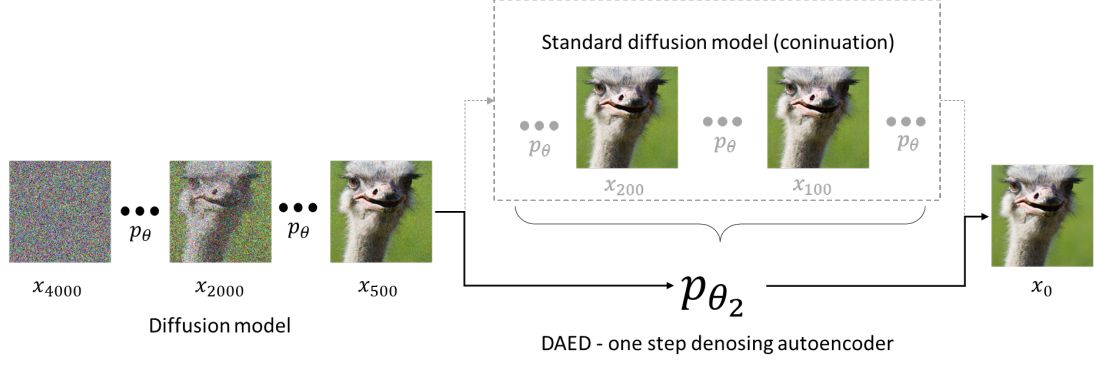 Standard diffusion model (coninuation)
••• pθ
••• pθ
••• pθ
x200
x100
••• pθ
••• pθ
x4000
x2000
x500
pθ2
x0
Diffusion model
DAED - one step denosing autoencoder